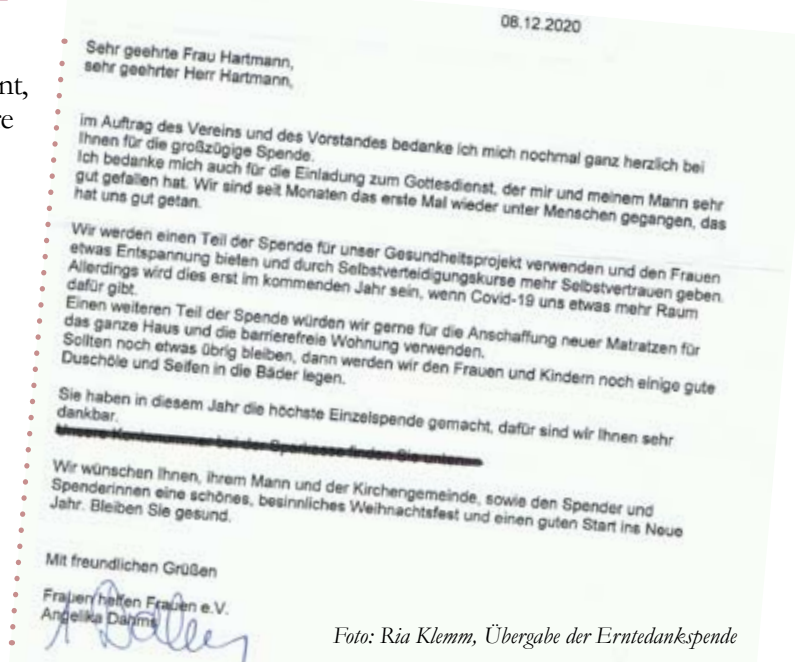 nt,
re
08.12.2020
Sehr geehrte Frau Hartmann,
sehr geehrter Herr Hartmann,
im Auftrag des Vereins und des Vorstandes bedanke ich mich nochmal ganz herzlich bei
Ihnen für die großzügige Spende.
Ich bedanke mich auch für die Einladung zum Gottesdienst, der mir und meinem Mann sehr
gut gefallen hat. Wir sind seit Monaten das erste Mal wieder unter Menschen gegangen, das
hat uns gut getan.
Wir werden einen Teil der Spende für unser Gesundheitsprojekt verwenden und den Frauen
etwas Entspannung bieten und durch Selbstverteidigungskurse mehr Selbstvertrauen geben.
Allerdings wird dies erst im kommenden Jahr sein, wenn Covid-19 uns etwas mehr Raum
dafür gibt.
Einen weiteren Teil der Spende würden wir gerne für die Anschaffung neuer Matratzen für
das ganze Haus und die barrierefreie Wohnung verwenden.
Sollten noch etwas übrig bleiben, dann werden wir den Frauen und Kindern noch einige gute
Duschöle und Seifen in die Bäder legen.
Sie haben in diesem Jahr die höchste Einzelspende gemacht, dafür sind wir Ihnen sehr
dankbar.
Wir wünschen Ihnen, ihrem Mann und der Kirchengemeinde, sowie den Spender und
Spenderinnen eine schönes, besinnliches Weihnachtsfest und einen guten Start ins Neue
Jahr. Bleiben Sie gesund.
Mit freundlichen Grüßen
Frauen helfen Frauen e.V.
Angelika Dahms
Foto: Ria Klemm, Übergabe der Erntedankspende